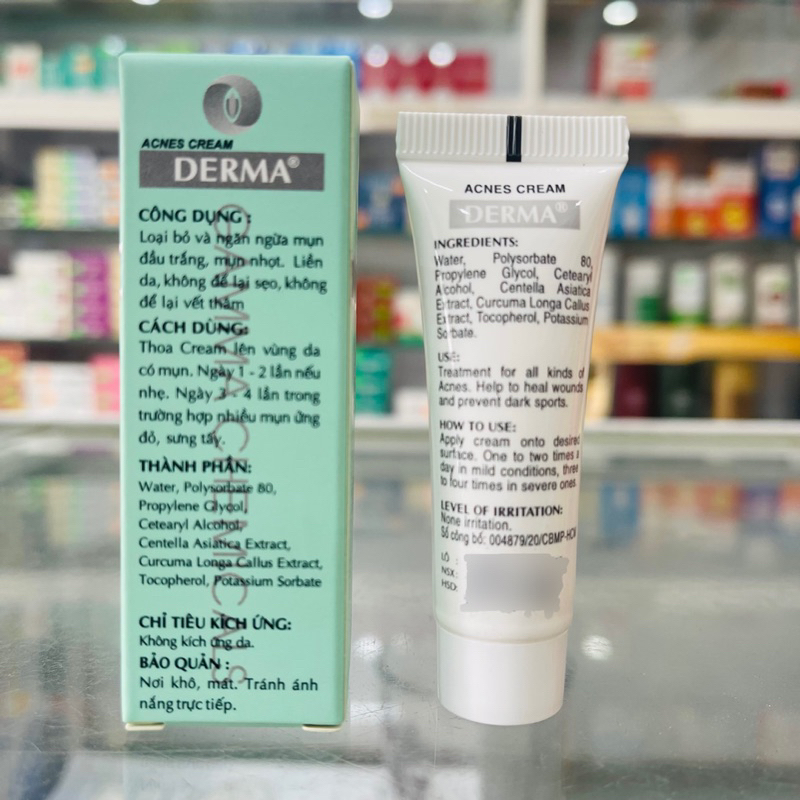 ACNES CREAM
DERMA®
CÔNG DỤNG :
Loại bỏ và ngăn ngừa mụn
đầu trắng, mụn nhọt. Liền
da, không để lại sẹo, không
để lại vết thâm
CÁCH DÙNG:
Thoa Cream lên vùng da
có mụn. Ngày 1 - 2 lần nếu
nhẹ. Ngày 3 - 4 lần trong
trường hợp nhiều mụn ửng
đỏ, sưng tấy.
THÀNH PHẦN:
Water, Polysorbate 80,
Propylene Glycol,
Cetearyl Alcohol,
Centella Asiatica Extract,
Curcuma Longa Callus Extract,
Tocopherol, Potassium Sorbate
CHỈ TIÊU KÍCH ỨNG:
Không kích ứng da.
BẢO QUẢN :
Nơi khô, mát. Tránh ánh
nắng trực tiếp.
GAMMA CHEMICALS
ACNES CREAM
DERMA®
INGREDIENTS:
Water, Polysorbate 80,
Propylene Glycol, Cetearyl
Alcohol, Centella Asiatica
Extract, Curcuma Longa Callus
Extract, Tocopherol, Potassium
Sorbate.
USE:
Treatment for all kinds of
Acnes. Help to heal wounds
and prevent dark sports.
HOW TO USE:
Apply cream onto desired
surface. One to two times a
day in mild conditions, three
to four times in severe ones.
LEVEL OF IRRITATION:
None irritation.
Số công bố: 004879/20/CBMP-HCM
LÔ :
NSX:
HSD: